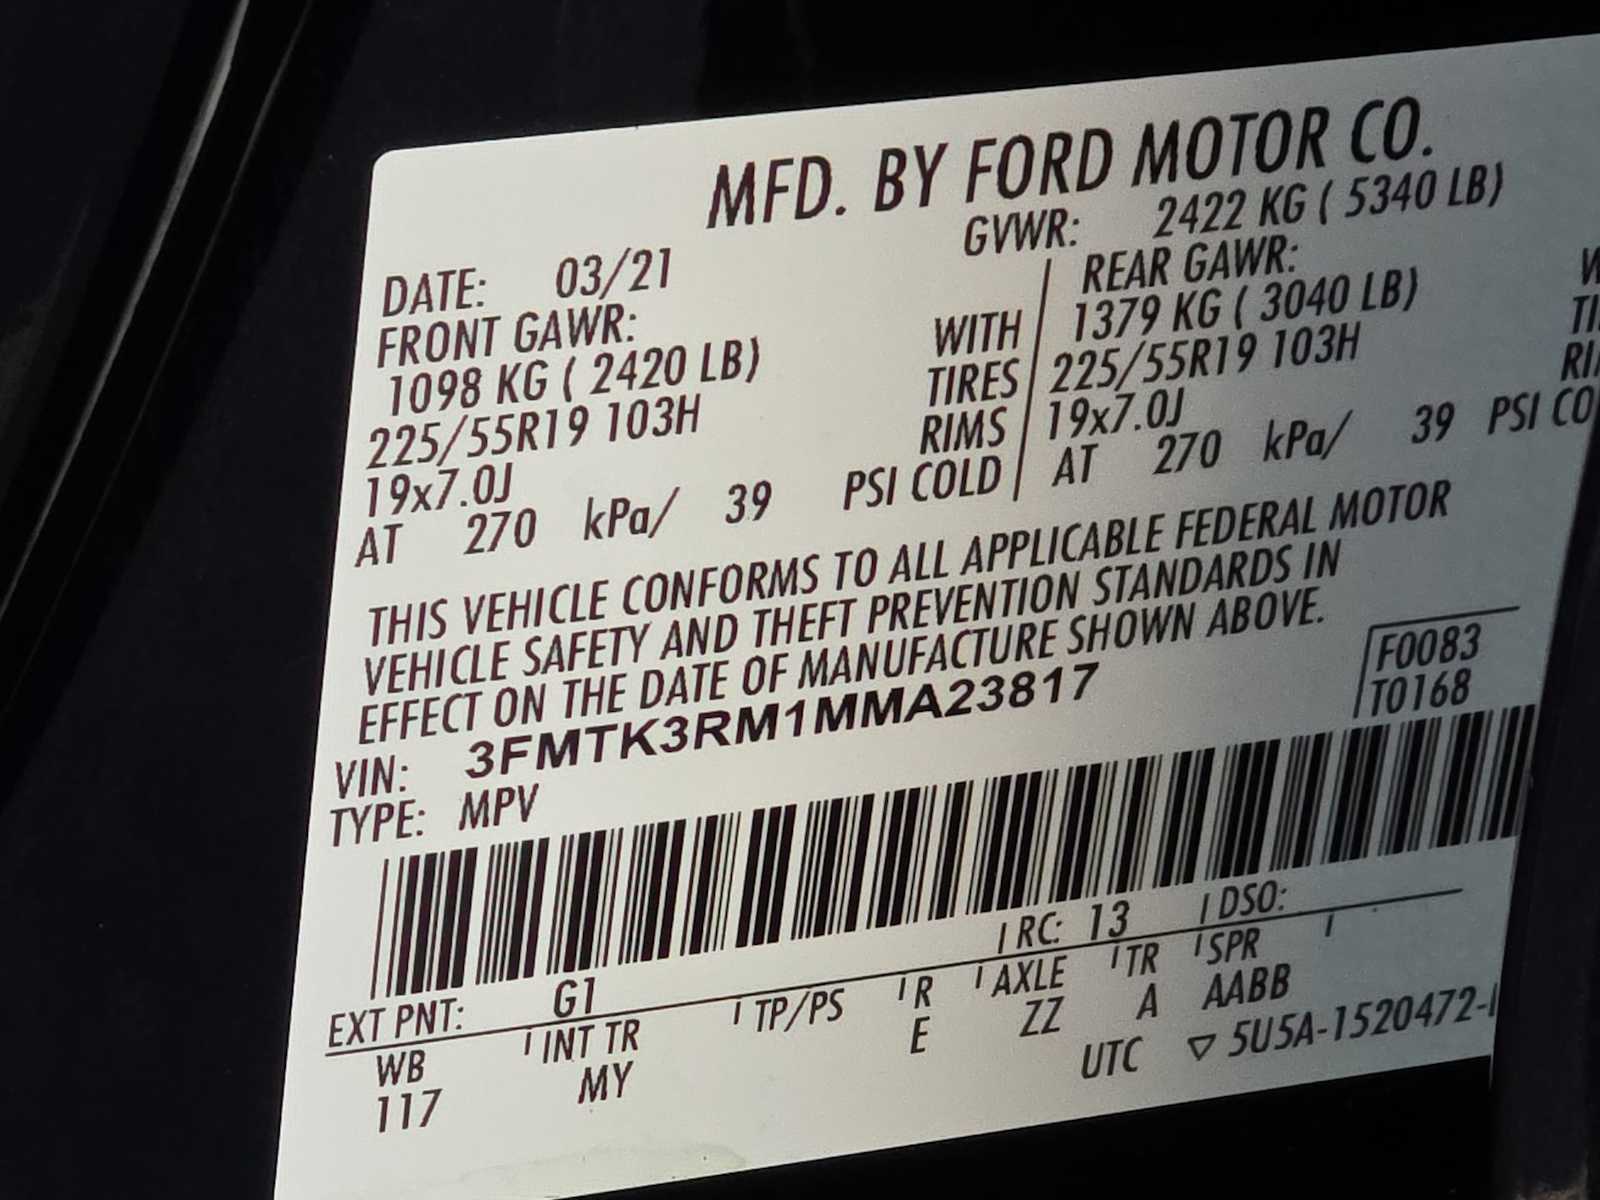 MFD. BY FORD MOTOR CO.
DATE: 03/21 GVWR: 2422 KG ( 5340 LB)
FRONT GAWR: REAR GAWR:
1098 KG ( 2420 LB) WITH 1379 KG ( 3040 LB)
225/55R19 103H TIRES 225/55R19 103H
19x7.0J RIMS 19x7.0J
AT 270 kPa/ 39 PSI COLD AT 270 kPa/ 39 PSI CO
THIS VEHICLE CONFORMS TO ALL APPLICABLE FEDERAL MOTOR
VEHICLE SAFETY AND THEFT PREVENTION STANDARDS IN
EFFECT ON THE DATE OF MANUFACTURE SHOWN ABOVE.
F0083
VIN: 3FMTK3RM1MMA23817 T0168
TYPE: MPV
EXT PNT: G1 RC: 13 DSO:
WB INT TR TP/PS R AXLE TR SPR
117 MY E ZZ A AABB
UTC ▽ 5U5A-1520472-